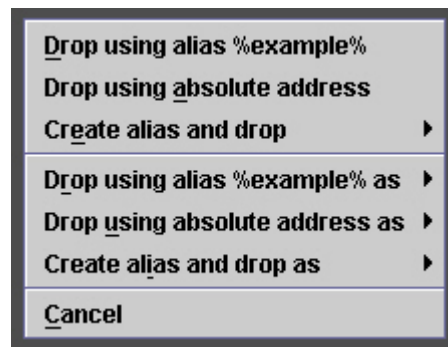 Drop using alias %example%
Drop using absolute address
Create alias and drop
Drop using alias %example% as
Drop using absolute address as
Create alias and drop as
Cancel